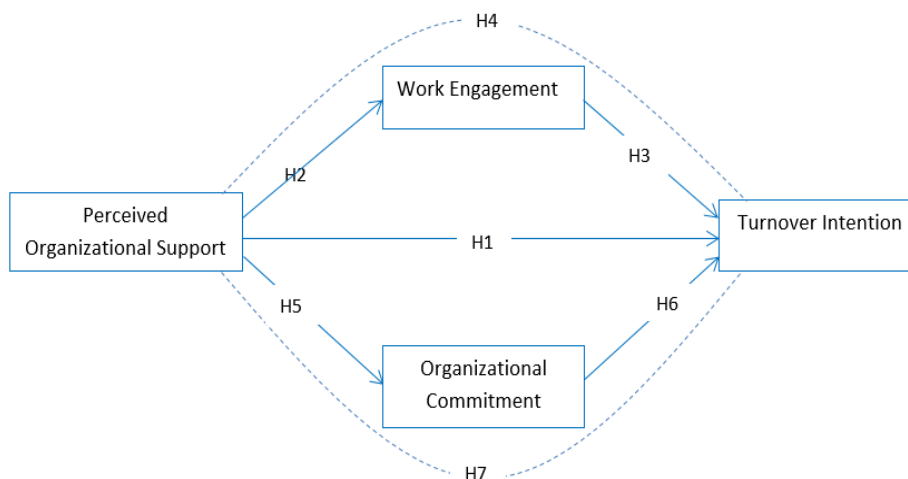 H4
Work Engagement
H2
H3
Perceived
Organizational Support
H1
Turnover Intention
H5
H6
Organizational
Commitment
H7